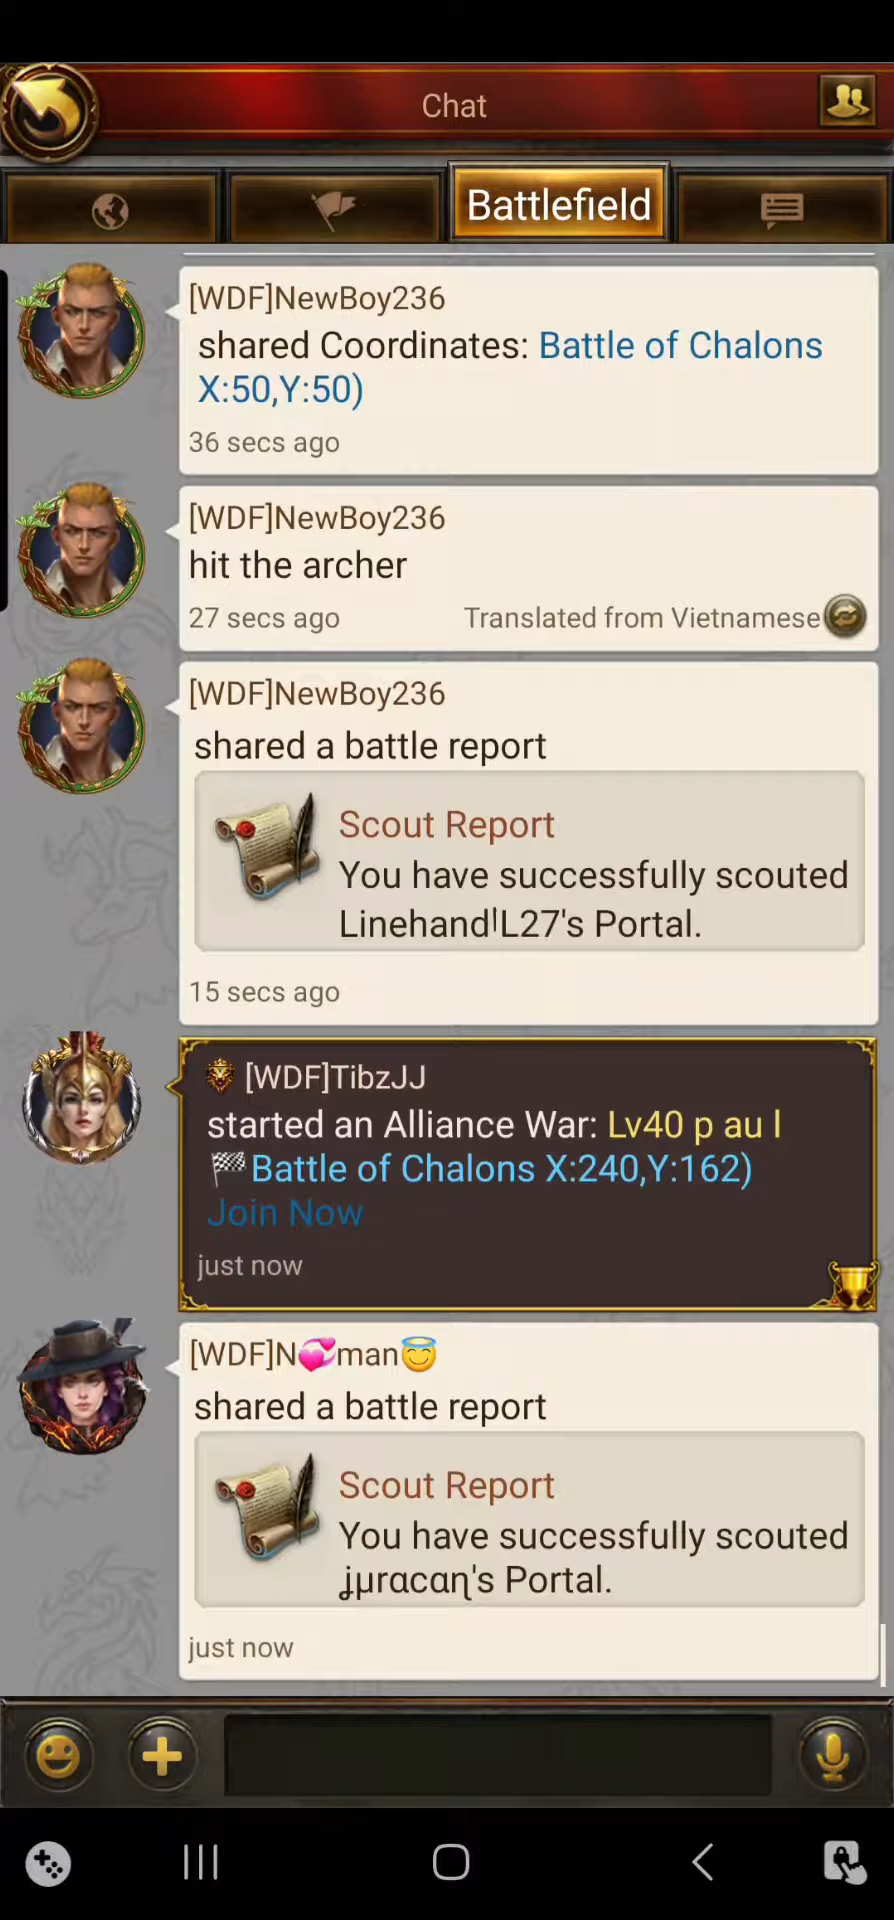 Chat
Battlefield
[WDF]NewBoy236
shared Coordinates: Battle of Chalons
X:50,Y:50)
36 secs ago
[WDF]NewBoy236
hit the archer
27 secs ago Translated from Vietnamese
[WDF]NewBoy236
shared a battle report
Scout Report
You have successfully scouted
Linehand|L27's Portal.
15 secs ago
[WDF]TibzJJ
started an Alliance War: Lv40 p au l
🏁Battle of Chalons X:240,Y:162)
Join Now
just now
[WDF]N💞man😇
shared a battle report
Scout Report
You have successfully scouted
ʝµrɑcɑɳ's Portal.
just now